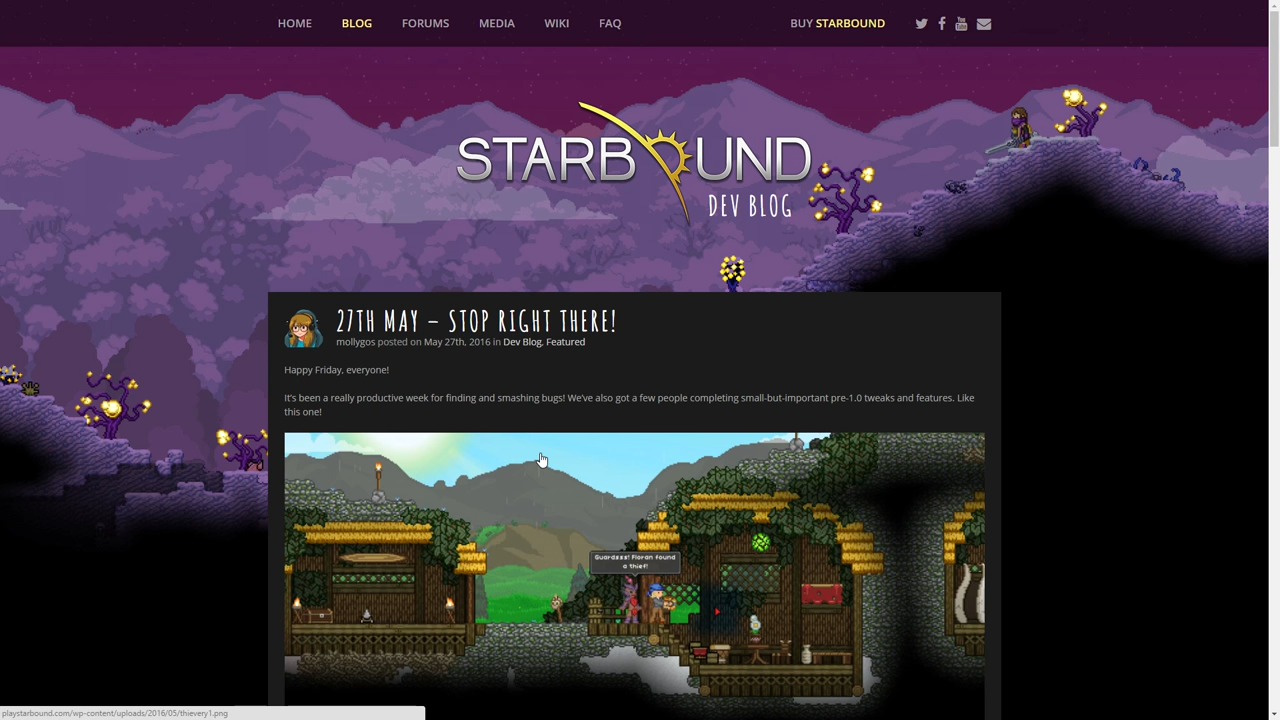 HOME BLOG FORUMS MEDIA WIKI FAQ BUY STARBOUND
STARBOUND
DEV BLOG
27TH MAY – STOP RIGHT THERE!
mollygos posted on May 27th, 2016 in Dev Blog, Featured
Happy Friday, everyone!
It's been a really productive week for finding and smashing bugs! We've also got a few people completing small-but-important pre-1.0 tweaks and features. Like
this one!
Guardsss! Floran found
a thief!
playstarbound.com/wp-content/uploads/2016/05/thievery1.png